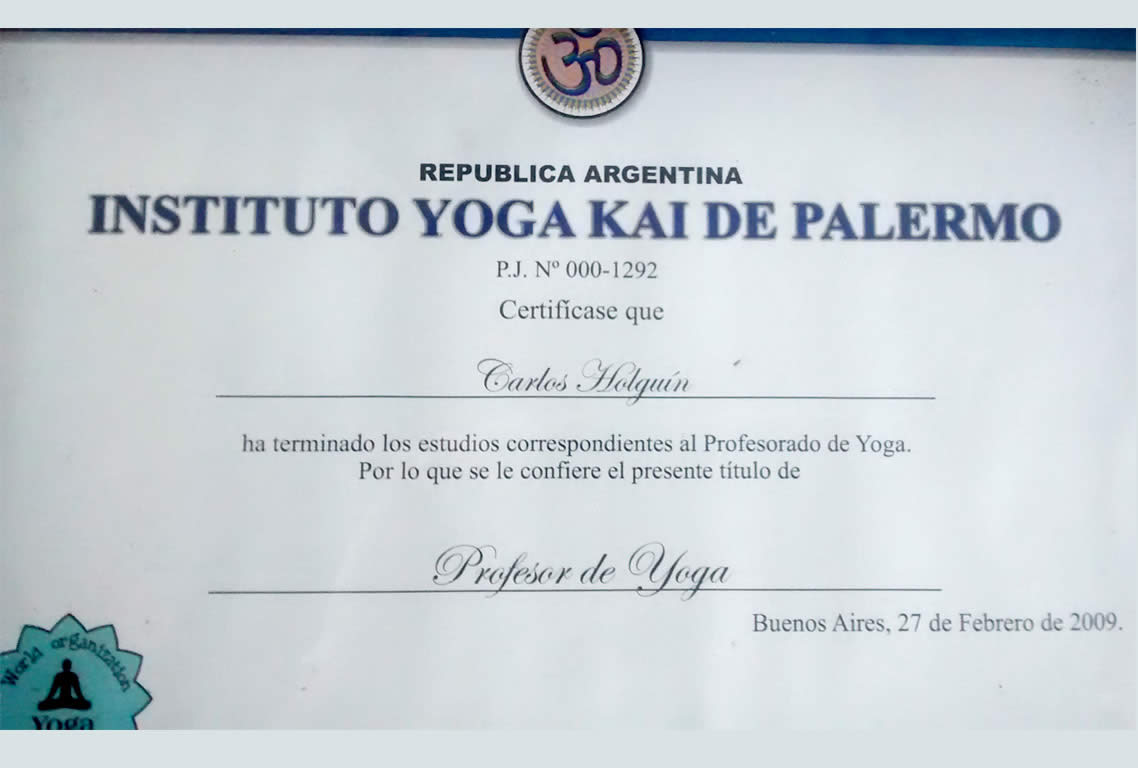 ॐ
REPUBLICA ARGENTINA
INSTITUTO YOGA KAI DE PALERMO
P.J. Nº 000-1292
Certifícase que
Carlos Holguín
ha terminado los estudios correspondientes al Profesorado de Yoga.
Por lo que se le confiere el presente título de
Profesor de Yoga
Buenos Aires, 27 de Febrero de 2009.
World organization
Yoga